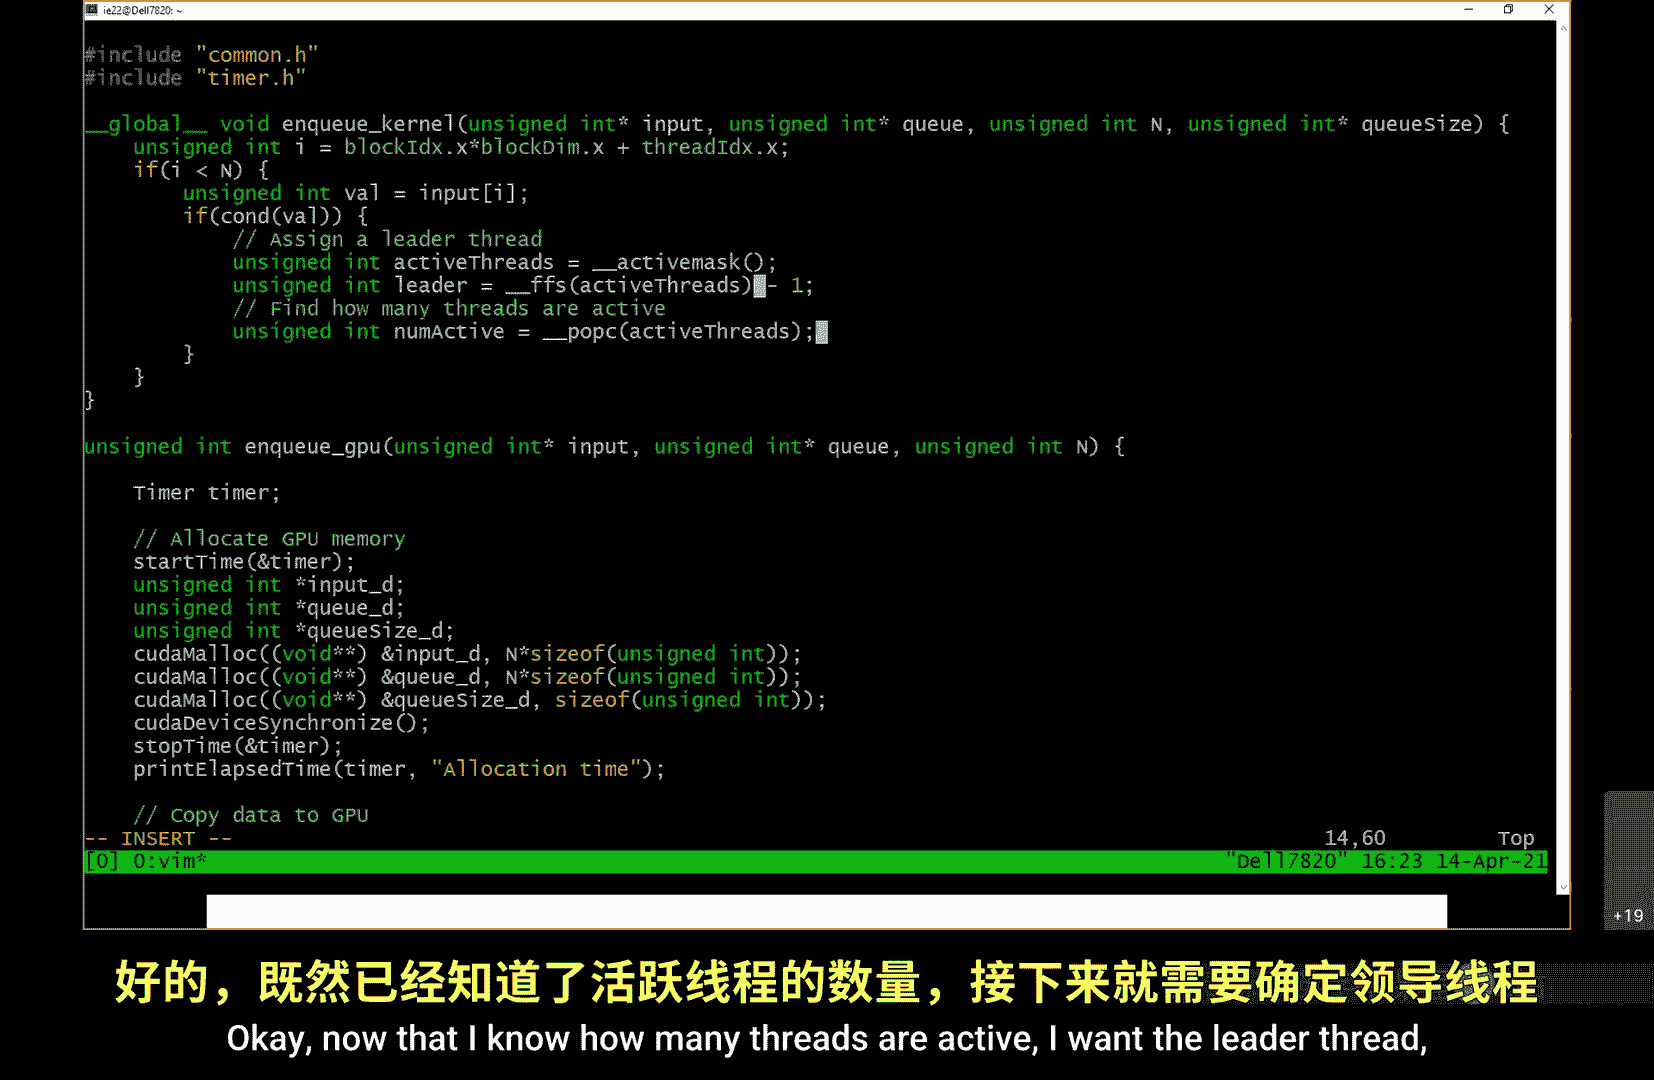 ie22@Dell7820: ~
#include "common.h"
#include "timer.h"
__global__ void enqueue_kernel(unsigned int* input, unsigned int* queue, unsigned int N, unsigned int* queueSize) {
unsigned int i = blockIdx.x*blockDim.x + threadIdx.x;
if(i < N) {
unsigned int val = input[i];
if(cond(val)) {
// Assign a leader thread
unsigned int activeThreads = __activemask();
unsigned int leader = __ffs(activeThreads) - 1;
// Find how many threads are active
unsigned int numActive = __popc(activeThreads);
}
}
}
unsigned int enqueue_gpu(unsigned int* input, unsigned int* queue, unsigned int N) {
Timer timer;
// Allocate GPU memory
startTime(&timer);
unsigned int *input_d;
unsigned int *queue_d;
unsigned int *queueSize_d;
cudaMalloc((void**) &input_d, N*sizeof(unsigned int));
cudaMalloc((void**) &queue_d, N*sizeof(unsigned int));
cudaMalloc((void**) &queueSize_d, sizeof(unsigned int));
cudaDeviceSynchronize();
stopTime(&timer);
printElapsedTime(timer, "Allocation time");
// Copy data to GPU
-- INSERT -- 14,60 Top
[0] 0:vim* "Dell7820" 16:23 14-Apr-21
+19
好的，既然已经知道了活跃线程的数量，接下来就需要确定领导线程
Okay, now that I know how many threads are active, I want the leader thread,